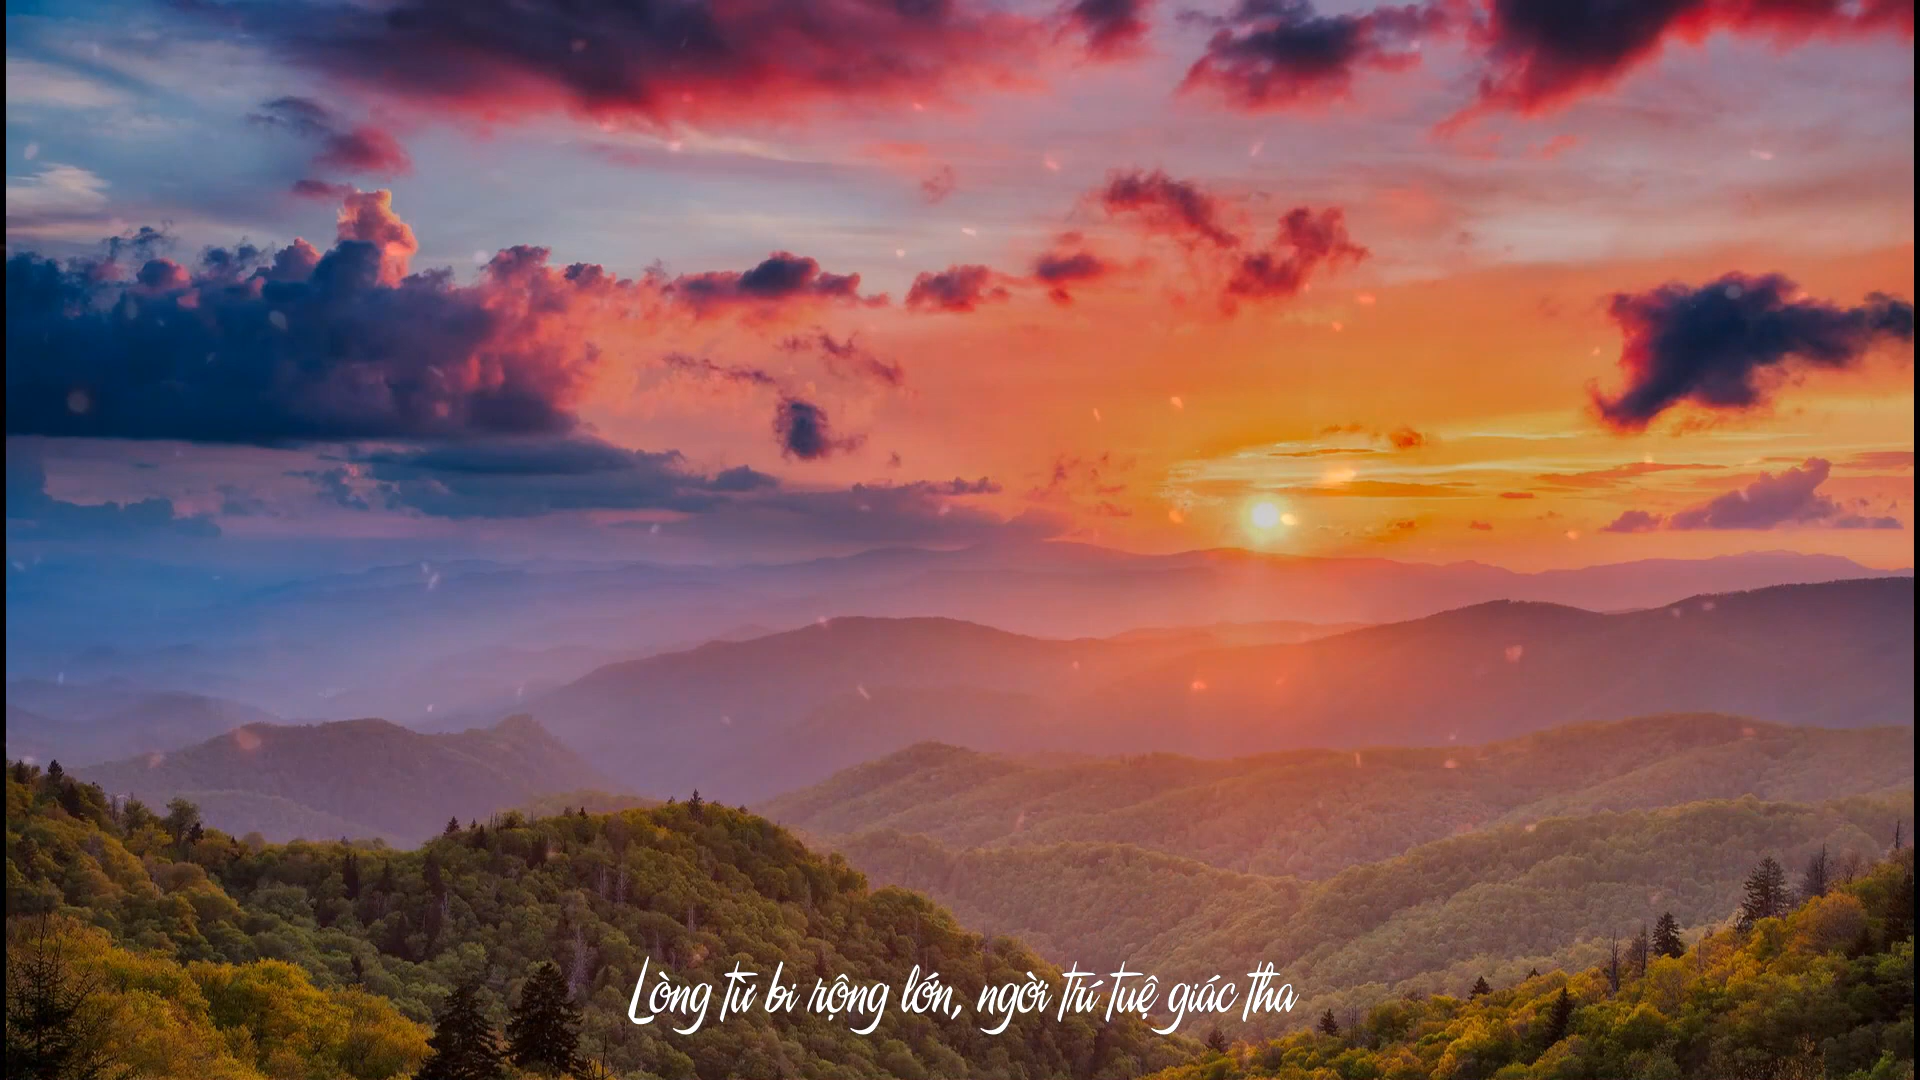 Lòng từ bi rộng lớn, ngời trí tuệ giác tha